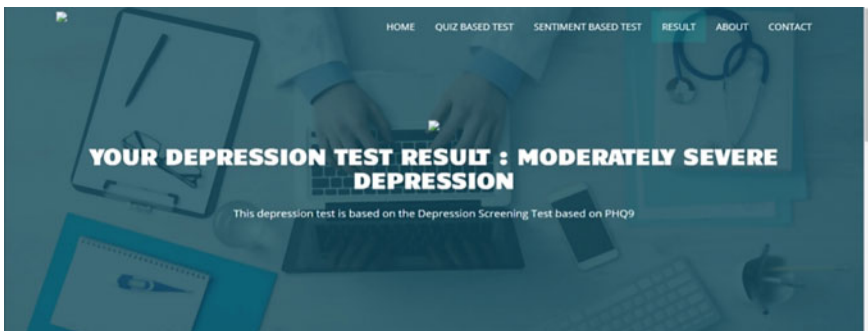 HOME QUIZ BASED TEST SENTIMENT BASED TEST RESULT ABOUT CONTACT
YOUR DEPRESSION TEST RESULT : MODERATELY SEVERE
DEPRESSION
This depression test is based on the Depression Screening Test based on PHQ9